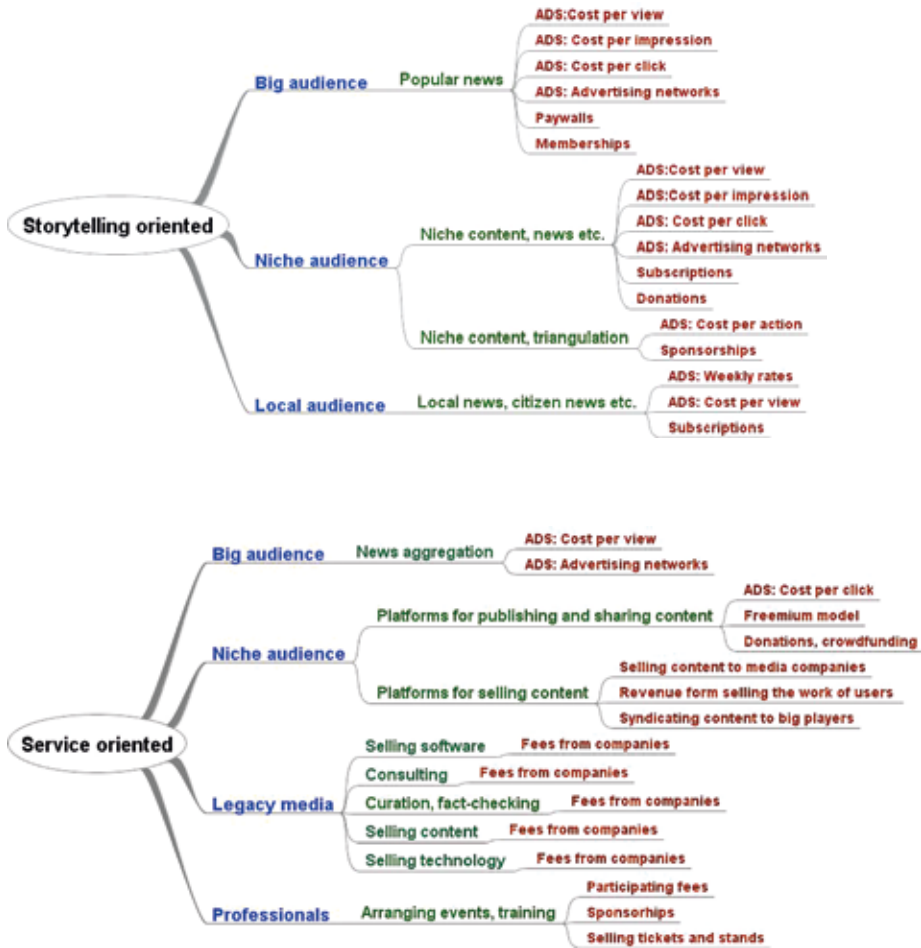 Storytelling oriented
Big audience
Popular news
ADS:Cost per view
ADS: Cost per impression
ADS: Cost per click
ADS: Advertising networks
Paywalls
Memberships
Niche audience
Niche content, news etc.
ADS:Cost per view
ADS:Cost per impression
ADS: Cost per click
ADS: Advertising networks
Subscriptions
Donations
Niche content, triangulation
ADS: Cost per action
Sponsorships
Local audience
Local news, citizen news etc.
ADS: Weekly rates
ADS: Cost per view
Subscriptions
Service oriented
Big audience
News aggregation
ADS: Cost per view
ADS: Advertising networks
Niche audience
Platforms for publishing and sharing content
ADS: Cost per click
Freemium model
Donations, crowdfunding
Platforms for selling content
Selling content to media companies
Revenue form selling the work of users
Syndicating content to big players
Legacy media
Selling software
Fees from companies
Consulting
Fees from companies
Curation, fact-checking
Fees from companies
Selling content
Fees from companies
Selling technology
Fees from companies
Professionals
Arranging events, training
Participating fees
Sponsorhips
Selling tickets and stands